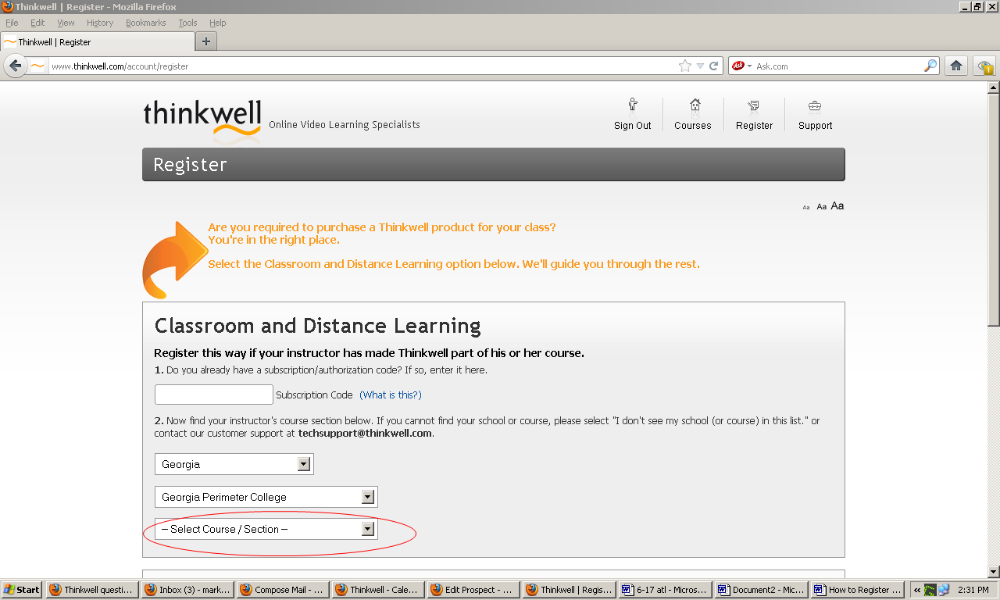 Thinkwell | Register - Mozilla Firefox
File Edit View History Bookmarks Tools Help
Thinkwell | Register
www.thinkwell.com/account/register
Ask Ask.com
thinkwell Online Video Learning Specialists
Sign Out Courses Register Support
Register
Aa Aa Aa
Are you required to purchase a Thinkwell product for your class?
You're in the right place.
Select the Classroom and Distance Learning option below. We'll guide you through the rest.
Classroom and Distance Learning
Register this way if your instructor has made Thinkwell part of his or her course.
1. Do you already have a subscription/authorization code? If so, enter it here.
Subscription Code (What is this?)
2. Now find your instructor's course section below. If you cannot find your school or course, please select "I don't see my school (or course) in this list." or
contact our customer support at techsupport@thinkwell.com.
Georgia
Georgia Perimeter College
-- Select Course / Section --
Start Thinkwell questi... Inbox (3) - mark... Compose Mail - ... Thinkwell - Cale... Edit Prospect - ... Thinkwell | Regis... 6-17 atl - Micros... Document2 - Mic... How to Register ... « 2:31 PM